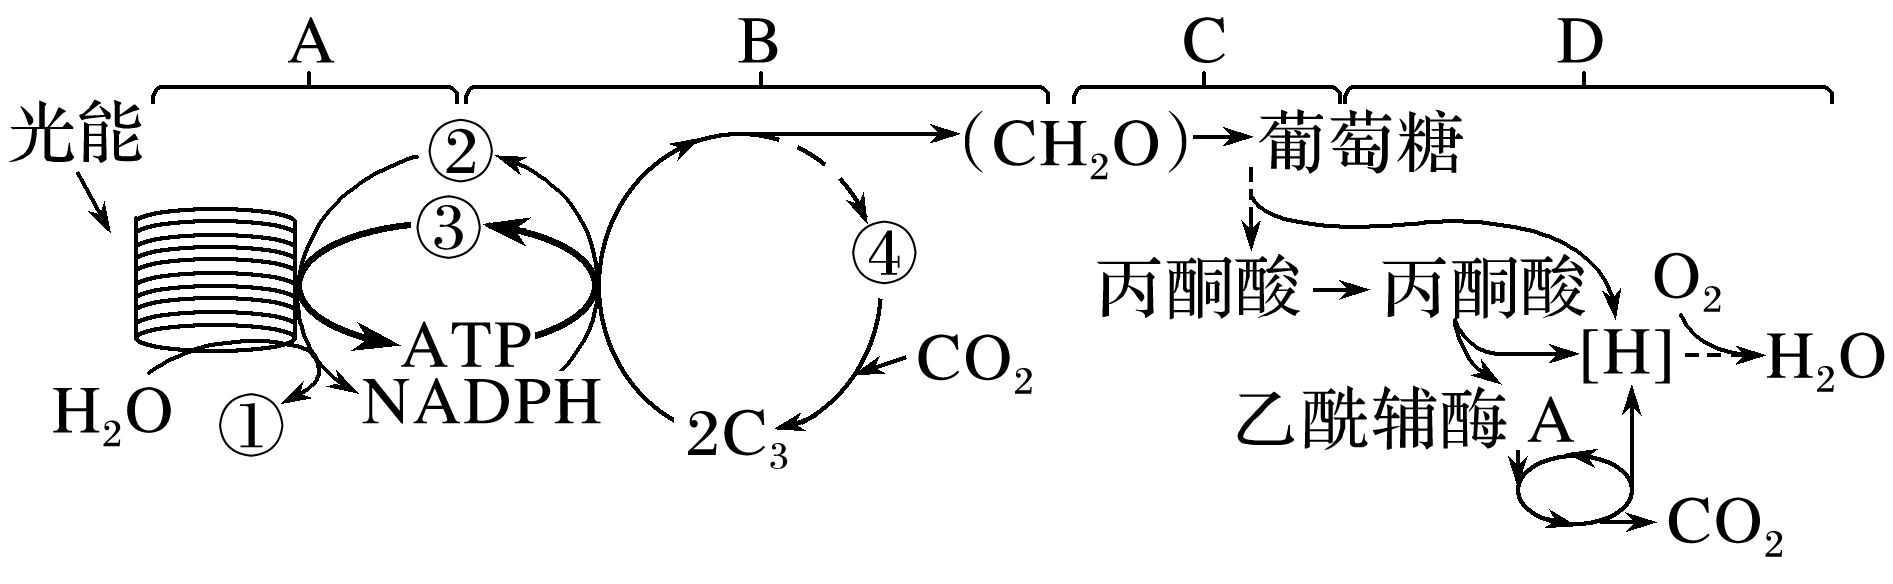 A B C D
光能 ② (CH₂O) 葡萄糖
③ ④
丙酮酸 丙酮酸 O₂
ATP CO₂ [H] H₂O
H₂O ① NADPH
2C₃ 乙酰辅酶 A
CO₂